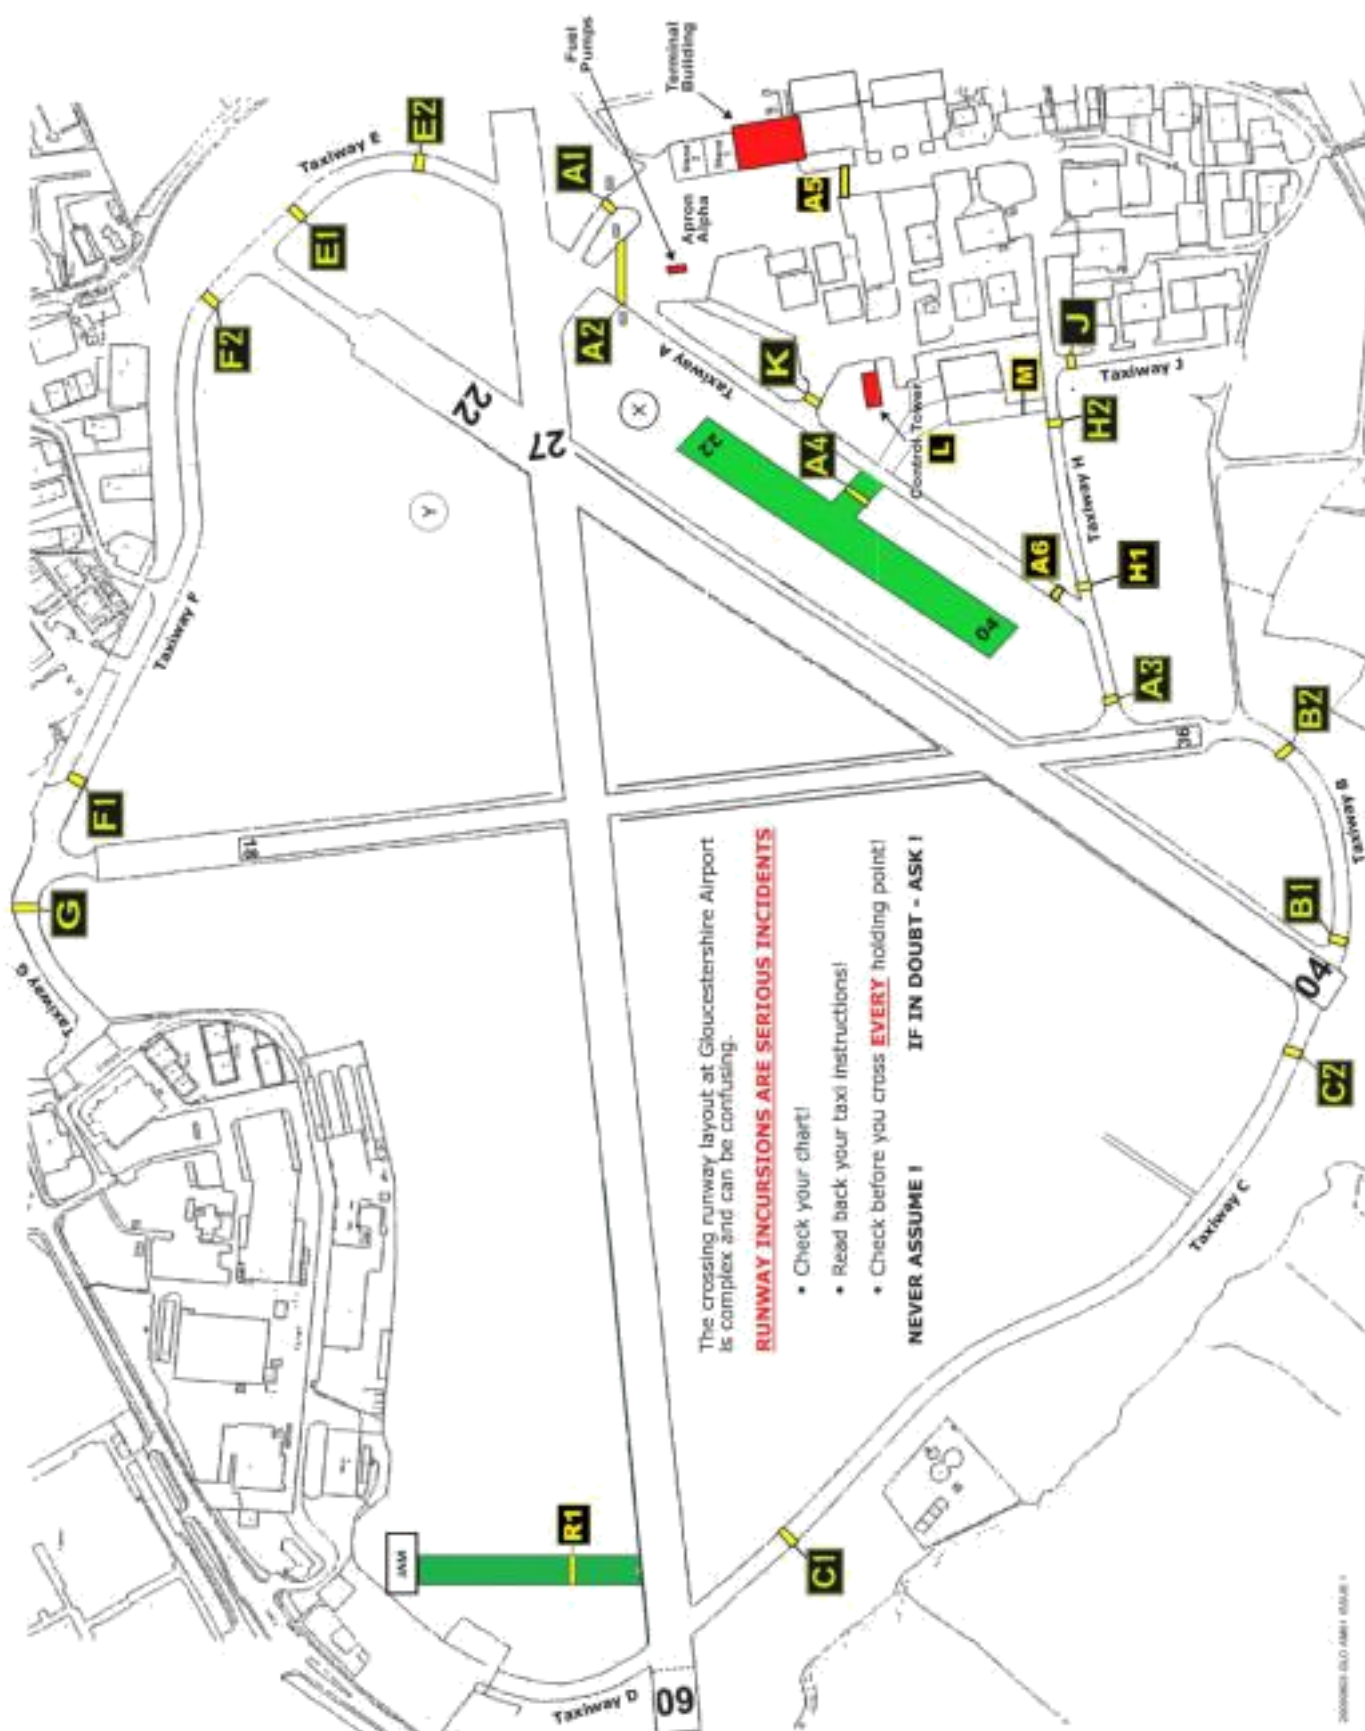 The crossing runway layout at Gloucestershire Airport
is complex and can be confusing.
RUNWAY INCURSIONS ARE SERIOUS INCIDENTS
• Check your chart!
• Read back your taxi instructions!
• Check before you cross EVERY holding point!
NEVER ASSUME ! IF IN DOUBT - ASK !
Taxiway G
G
F1
Taxiway F
F2
E1
Taxiway E
E2
18
22
27
Y
X
A1
A2
Fuel
Pumps
Terminal
Building
Apron
Alpha
A5
Taxiway A
K
A4
Control Tower
L
M
J
Taxiway J
H2
Taxiway H
H1
A6
A3
22
04
36
B2
Taxiway B
B1
04
C2
Taxiway C
C1
R1
09
Taxiway D